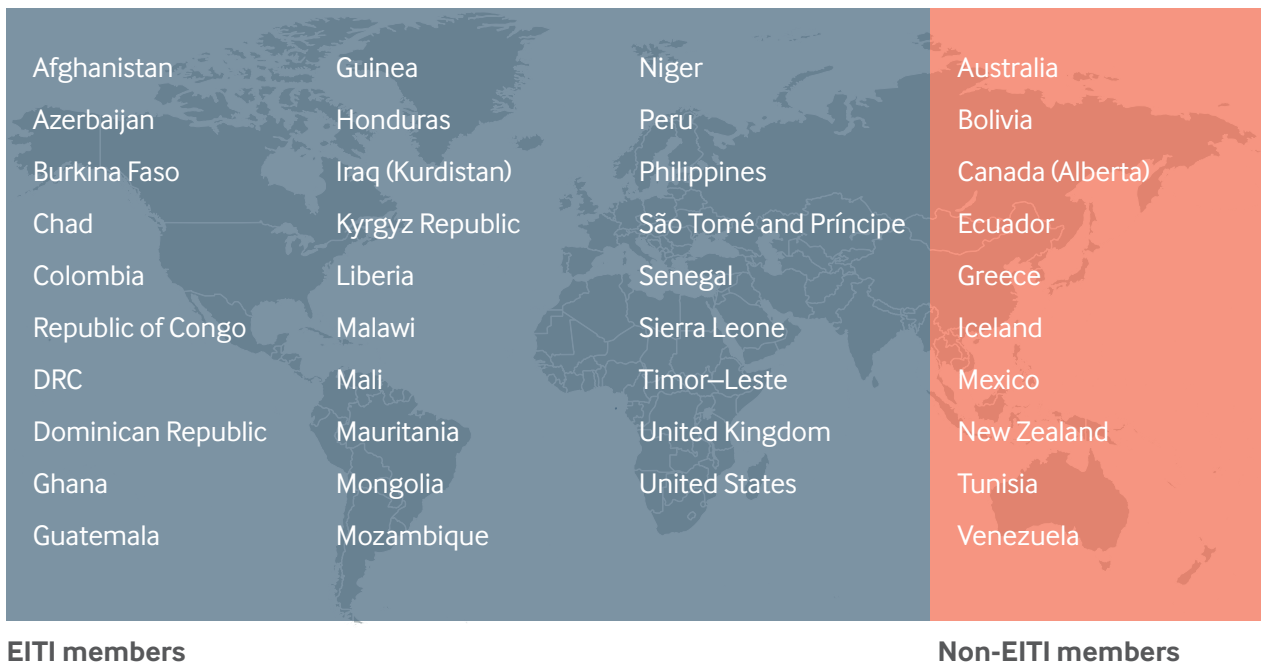 Afghanistan
Azerbaijan
Burkina Faso
Chad
Colombia
Republic of Congo
DRC
Dominican Republic
Ghana
Guatemala
Guinea
Honduras
Iraq (Kurdistan)
Kyrgyz Republic
Liberia
Malawi
Mali
Mauritania
Mongolia
Mozambique
Niger
Peru
Philippines
São Tomé and Príncipe
Senegal
Sierra Leone
Timor–Leste
United Kingdom
United States
Australia
Bolivia
Canada (Alberta)
Ecuador
Greece
Iceland
Mexico
New Zealand
Tunisia
Venezuela
EITI members
Non-EITI members